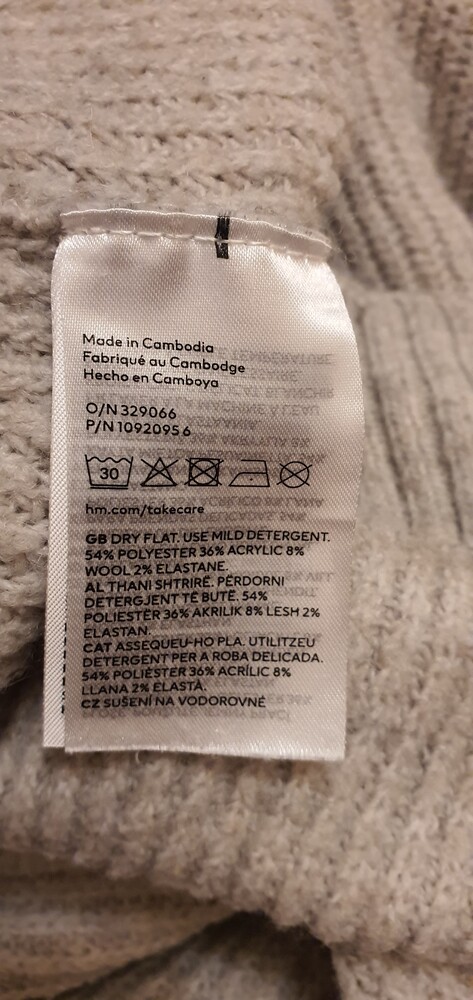 Made in Cambodia
Fabriqué au Cambodge
Hecho en Camboya
O/N 329066
P/N 1092095 6
30
hm.com/takecare
GB DRY FLAT. USE MILD DETERGENT.
54% POLYESTER 36% ACRYLIC 8%
WOOL 2% ELASTANE.
AL THANI SHTRIRË. PËRDORNI
DETERGJENT TË BUTË. 54%
POLIESTËR 36% AKRILIK 8% LESH 2%
ELASTAN.
CAT ASSEQUEU-HO PLA. UTILITZEU
DETERGENT PER A ROBA DELICADA.
54% POLIÈSTER 36% ACRÍLIC 8%
LLANA 2% ELASTÀ.
CZ SUŠENÍ NA VODOROVNÉ